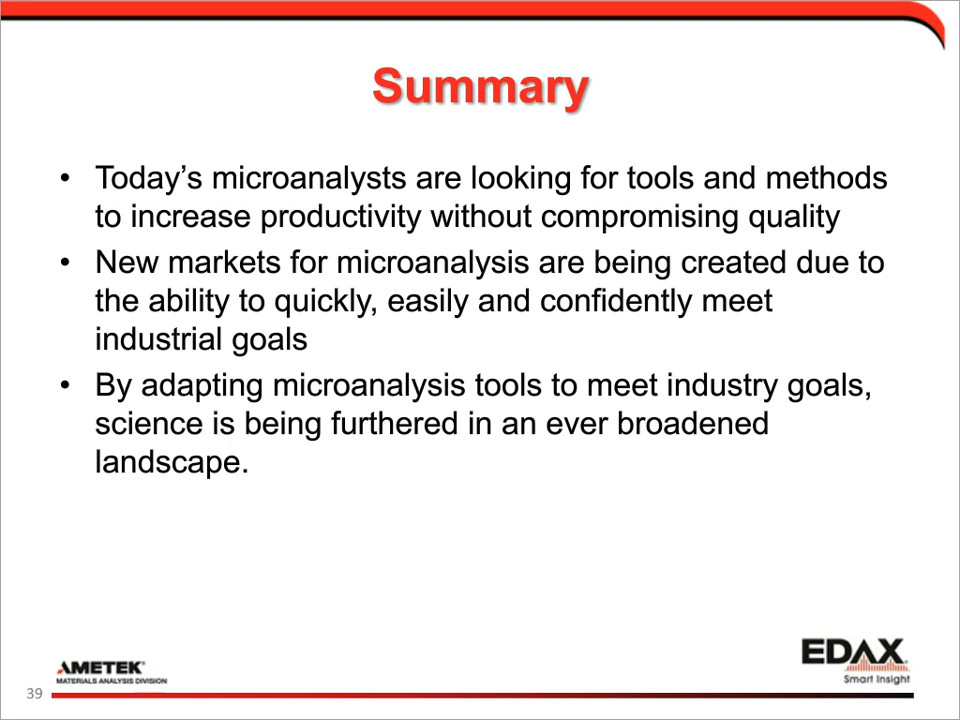 Summary
• Today’s microanalysts are looking for tools and methods
to increase productivity without compromising quality
• New markets for microanalysis are being created due to
the ability to quickly, easily and confidently meet
industrial goals
• By adapting microanalysis tools to meet industry goals,
science is being furthered in an ever broadened
landscape.
AMETEK®
MATERIALS ANALYSIS DIVISION
EDAX
Smart Insight
39